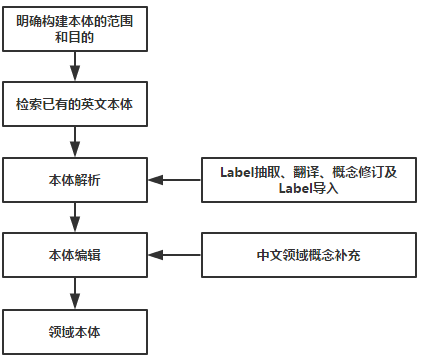 明确构建本体的范围
和目的
检索已有的英文本体
本体解析
Label抽取、翻译、概念修订及
Label导入
本体编辑
中文领域概念补充
领域本体